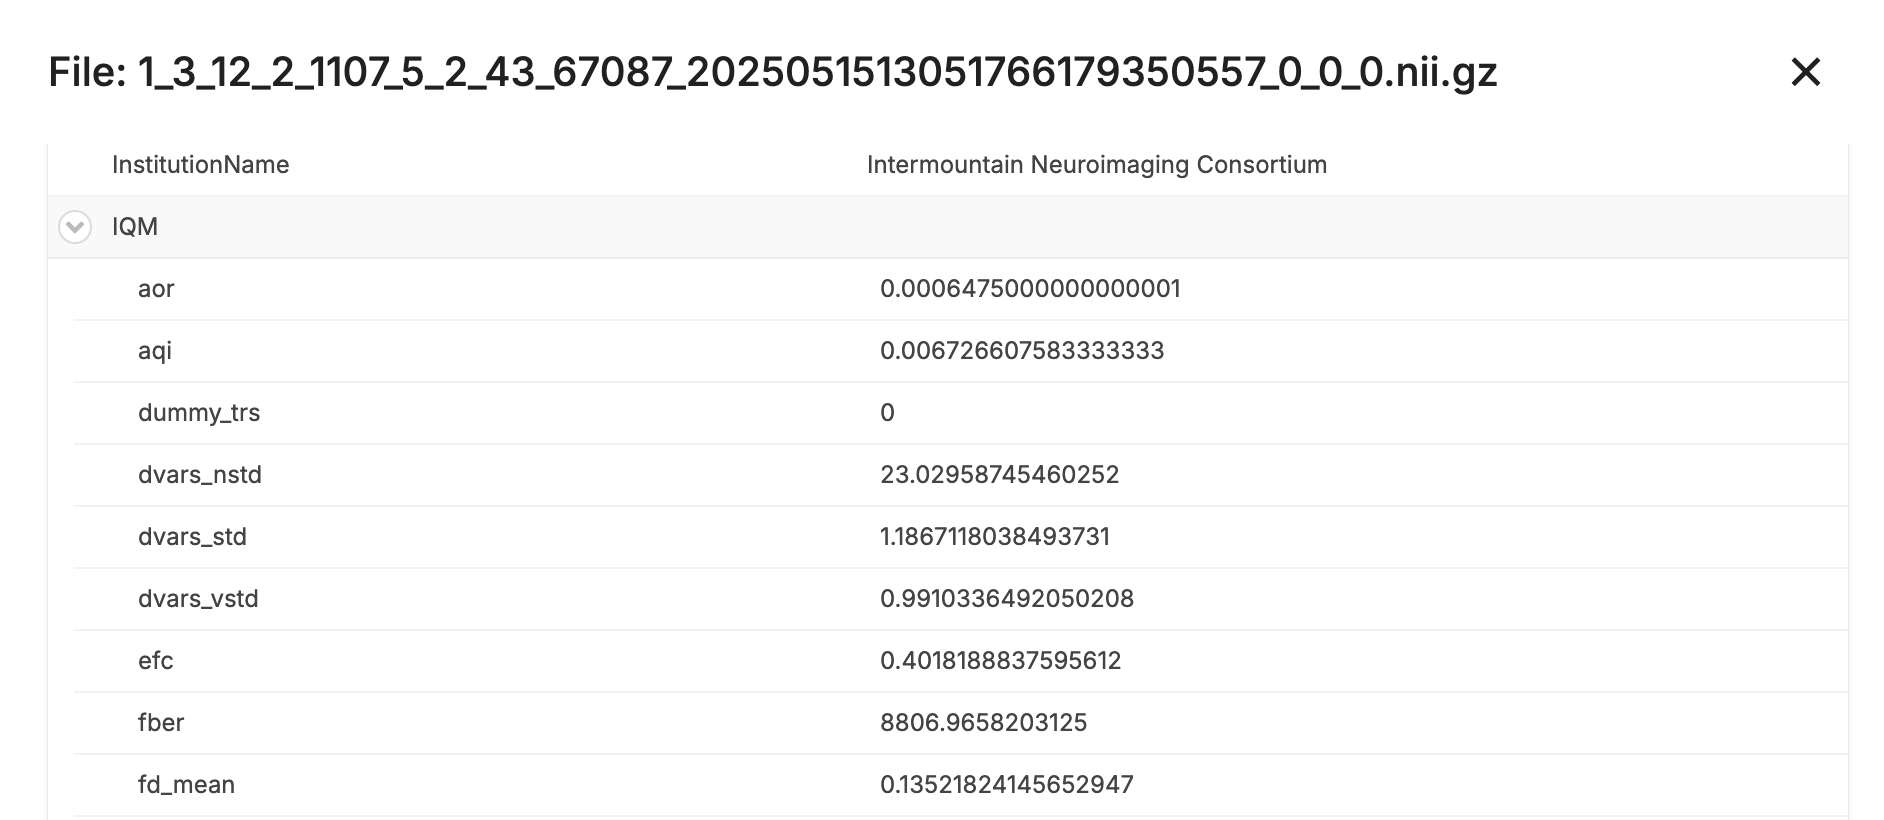 File: 1_3_12_2_1107_5_2_43_67087_2025051513051766179350557_0_0_0.nii.gz
InstitutionName Intermountain Neuroimaging Consortium
IQM
aor 0.0006475000000000001
aqi 0.006726607583333333
dummy_trs 0
dvars_nstd 23.02958745460252
dvars_std 1.1867118038493731
dvars_vstd 0.9910336492050208
efc 0.4018188837595612
fber 8806.9658203125
fd_mean 0.13521824145652947